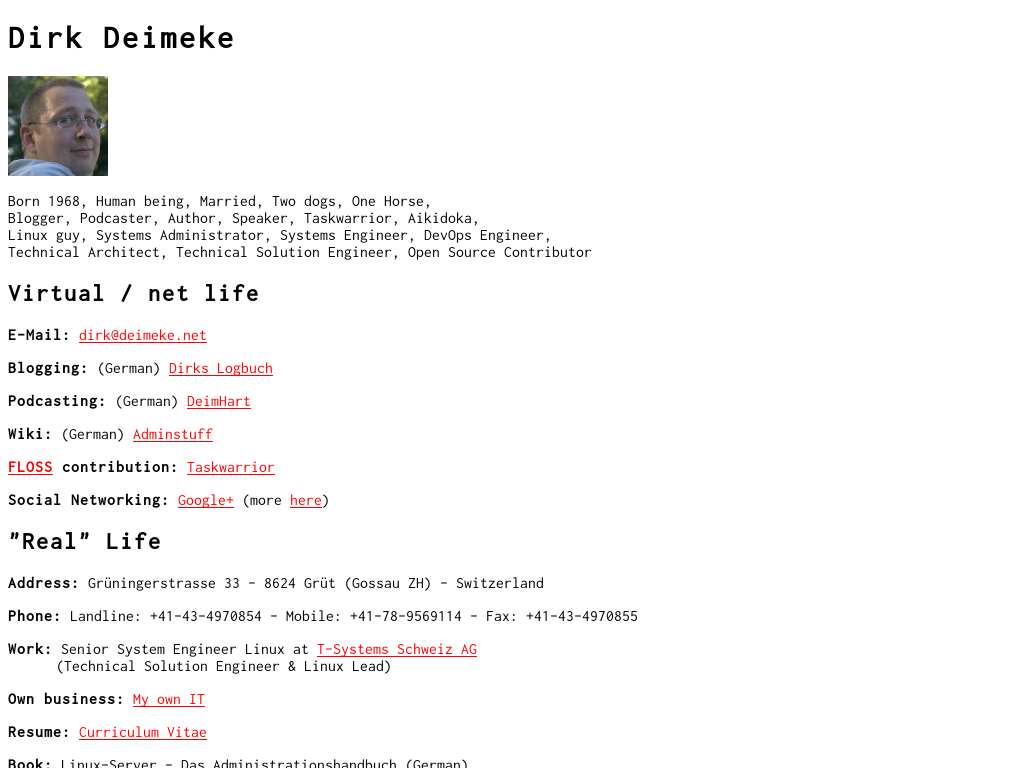 Dirk Deimeke
Born 1968, Human being, Married, Two dogs, One Horse,
Blogger, Podcaster, Author, Speaker, Taskwarrior, Aikidoka,
Linux guy, Systems Administrator, Systems Engineer, DevOps Engineer,
Technical Architect, Technical Solution Engineer, Open Source Contributor
Virtual / net life
E-Mail: dirk@deimeke.net
Blogging: (German) Dirks Logbuch
Podcasting: (German) DeimHart
Wiki: (German) Adminstuff
FLOSS contribution: Taskwarrior
Social Networking: Google+ (more here)
"Real" Life
Address: Grüningerstrasse 33 - 8624 Grüt (Gossau ZH) - Switzerland
Phone: Landline: +41-43-4970854 - Mobile: +41-78-9569114 - Fax: +41-43-4970855
Work: Senior System Engineer Linux at T-Systems Schweiz AG
(Technical Solution Engineer & Linux Lead)
Own business: My own IT
Resume: Curriculum Vitae
Book: Linux-Server - Das Administrationshandbuch (German)